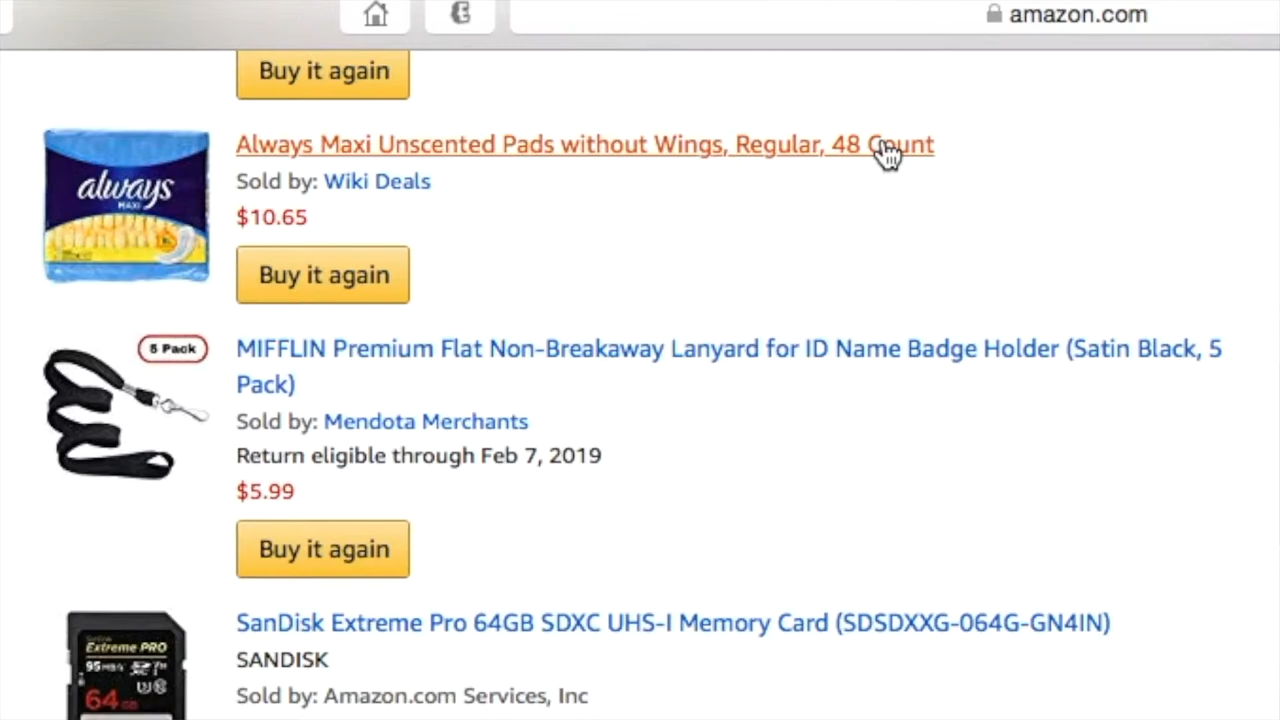 amazon.com
Buy it again
Always Maxi Unscented Pads without Wings, Regular, 48 Count
Sold by: Wiki Deals
$10.65
Buy it again
always
MAXI
5 Pack
MIFFLIN Premium Flat Non-Breakaway Lanyard for ID Name Badge Holder (Satin Black, 5
Pack)
Sold by: Mendota Merchants
Return eligible through Feb 7, 2019
$5.99
Buy it again
SanDisk Extreme Pro 64GB SDXC UHS-I Memory Card (SDSDXXG-064G-GN4IN)
SANDISK
Sold by: Amazon.com Services, Inc
SanDisk
Extreme PRO
95 MB/s
64 GB